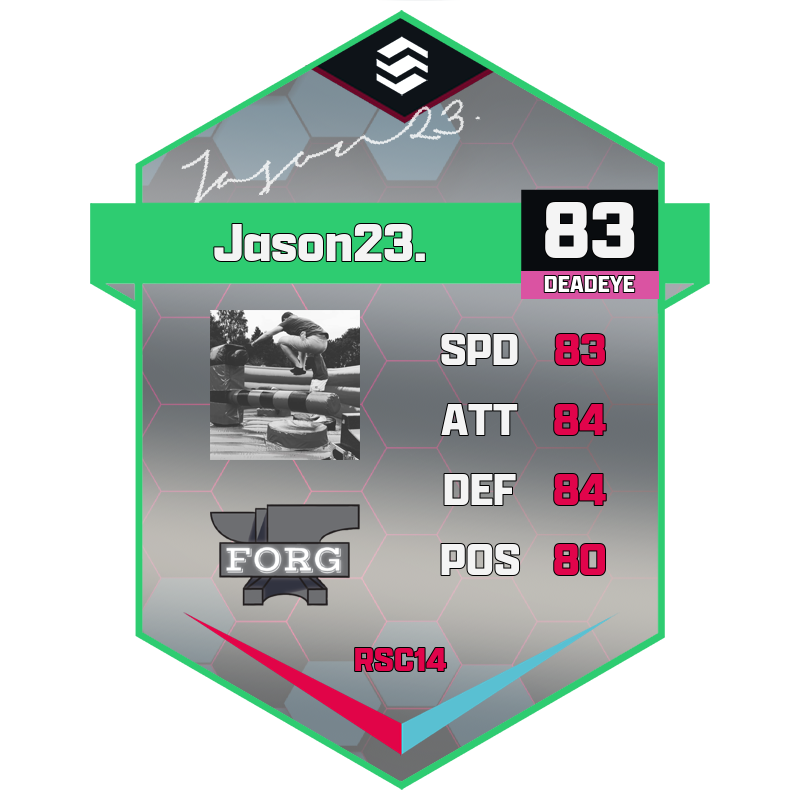 Jason23.
Jason23.
83
DEADEYE
SPD 83
ATT 84
DEF 84
POS 80
FORG
RSC14